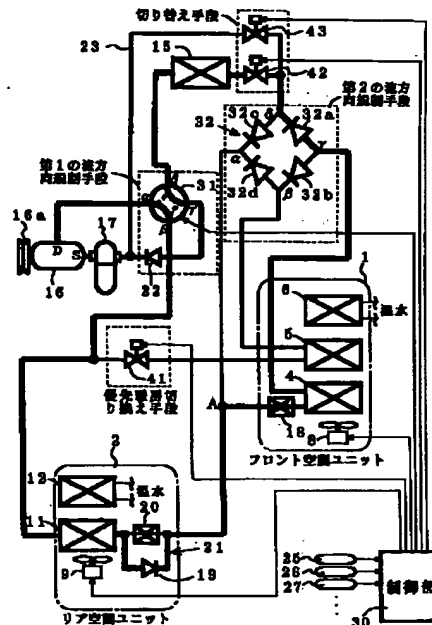 切り替え手段
23
15
43
42
第2の流方
向規制手段
32c
δ
32a
32
α
γ
32d
β
32b
第1の流方
向規制手段
31
16a
17
D
S
16
22
1
6
温水
5
4
41
優先暖房切
り換え手段
A
18
8
フロント空調ユニット
2
12
温水
11
20
21
9
19
リア空調ユニット
25
26
27
制御部
30